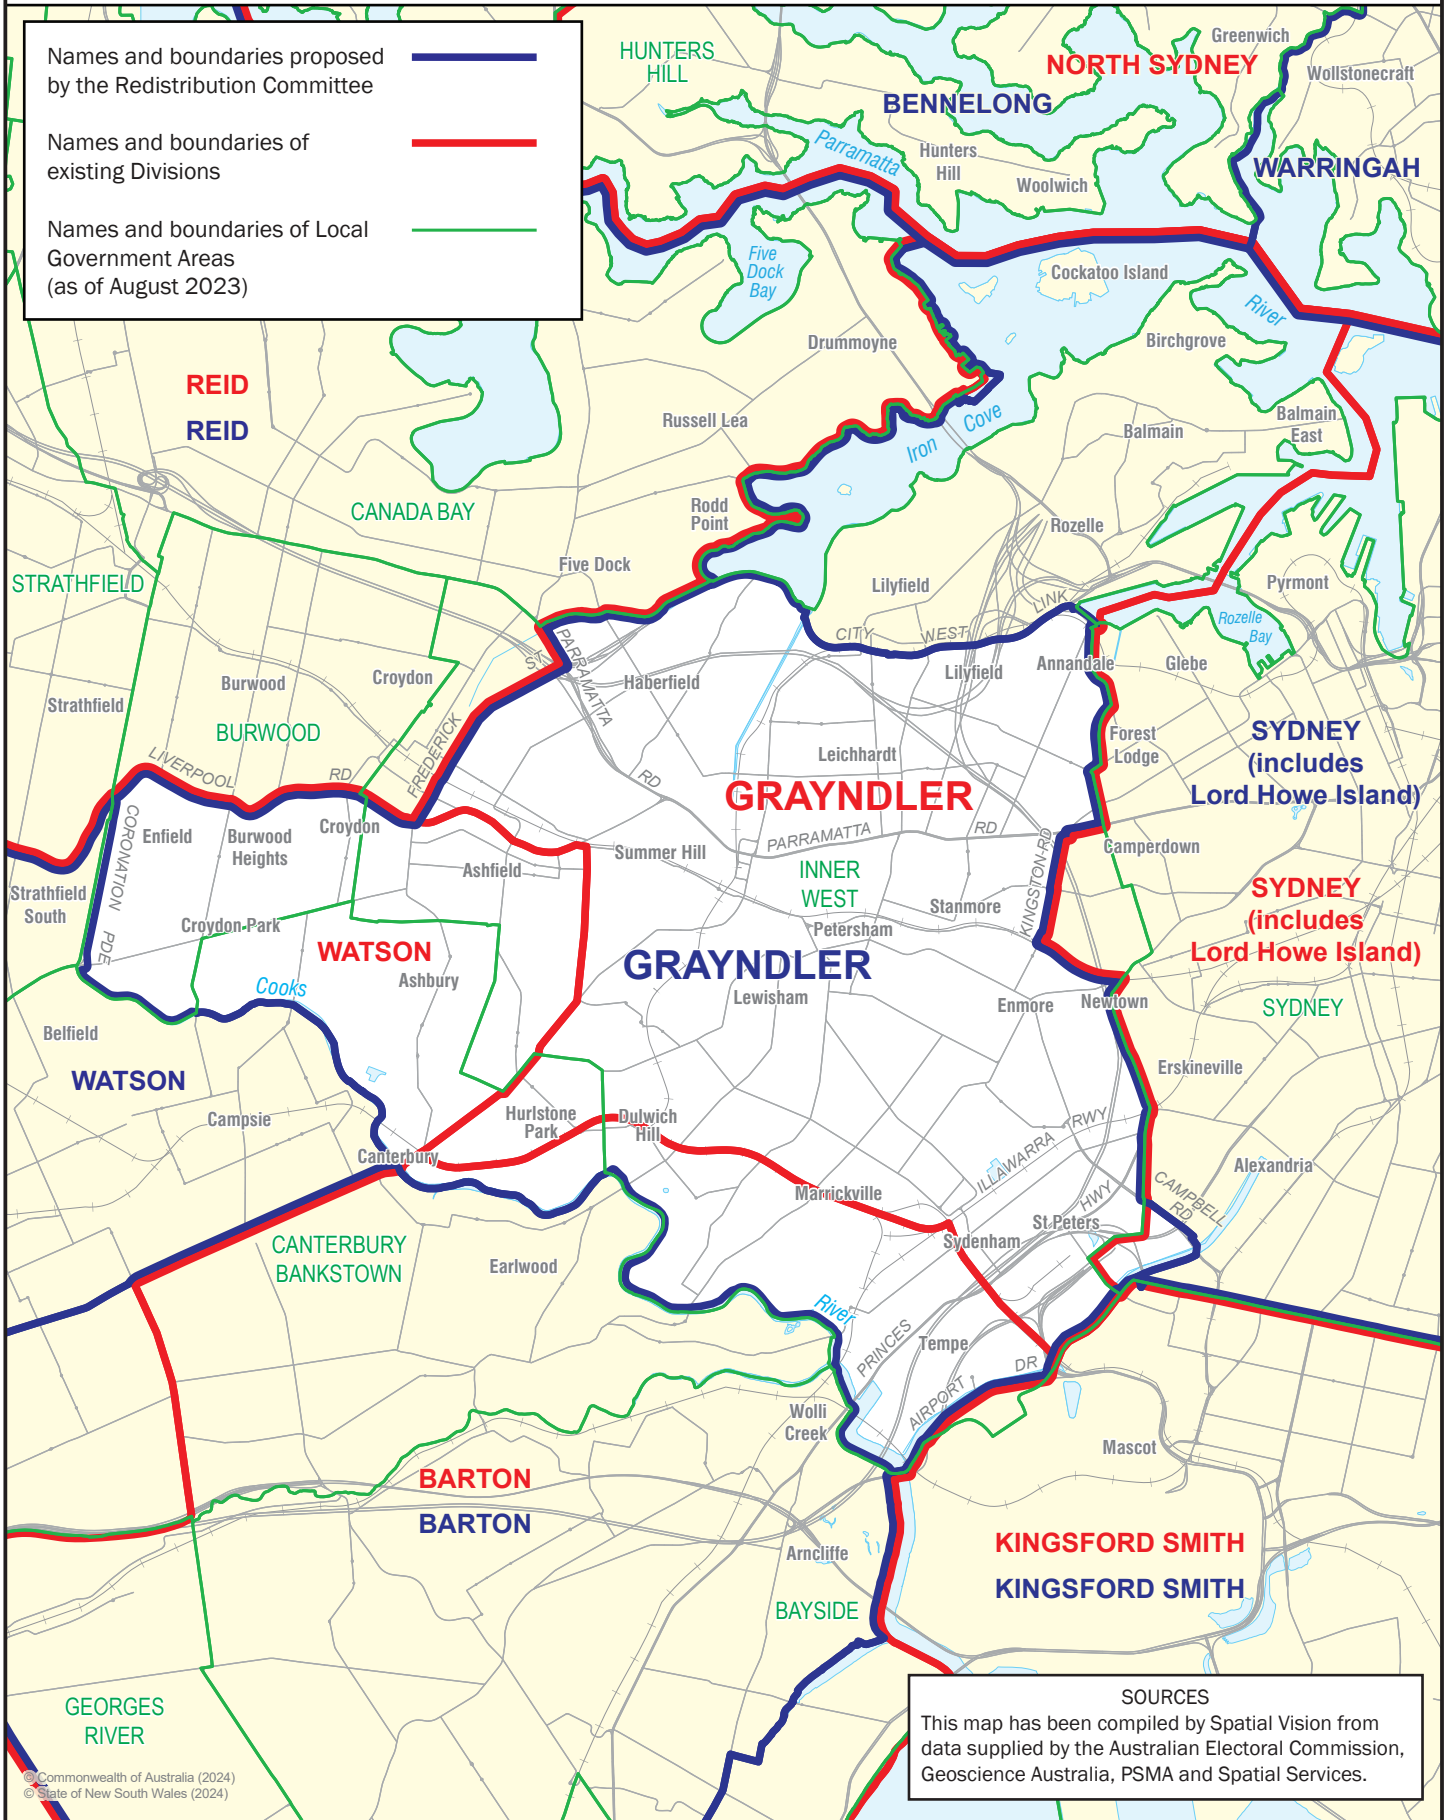 Names and boundaries proposed
by the Redistribution Committee
Names and boundaries of
existing Divisions
Names and boundaries of Local
Government Areas
(as of August 2023)
HUNTERS
HILL
NORTH SYDNEY
Greenwich
Wollstonecraft
BENNELONG
WARRINGAH
Parramatta
Hunters
Hill
Woolwich
Five
Dock
Bay
Cockatoo Island
River
Drummoyne
Birchgrove
REID
REID
Russell Lea
Iron
Cove
Balmain
Balmain
East
CANADA BAY
Rodd
Point
Rozelle
STRATHFIELD
Five Dock
Lilyfield
Pyrmont
LINK
CITY
WEST
Rozelle
Bay
ST
PARRAMATTA
Strathfield
Burwood
Croydon
Haberfield
Lilyfield
Annandale
Glebe
BURWOOD
FREDERICK
LIVERPOOL
RD
RD
Leichhardt
Forest
Lodge
SYDNEY
(includes
Lord Howe Island)
GRAYNDLER
CORONATION
PDE
Enfield
Burwood
Heights
Croydon
PARRAMATTA
RD
KINGSTON RD
Camperdown
Summer Hill
Ashfield
INNER
WEST
Strathfield
South
Croydon Park
Stanmore
SYDNEY
(includes
Lord Howe Island)
Petersham
WATSON
GRAYNDLER
Ashbury
Cooks
Lewisham
Enmore
Newtown
SYDNEY
Belfield
WATSON
Erskineville
Campsie
Hurlstone
Park
Dulwich
Hill
ILLAWARRA
RWY
Canterbury
Alexandria
Marrickville
HWY
CAMPBELL
RD
St Peters
Sydenham
CANTERBURY
BANKSTOWN
Earlwood
River
PRINCES
Tempe
DR
AIRPORT
Wolli
Creek
Mascot
BARTON
BARTON
Arncliffe
KINGSFORD SMITH
KINGSFORD SMITH
BAYSIDE
GEORGES
RIVER
SOURCES
This map has been compiled by Spatial Vision from
data supplied by the Australian Electoral Commission,
Geoscience Australia, PSMA and Spatial Services.
© Commonwealth of Australia (2024)
© State of New South Wales (2024)